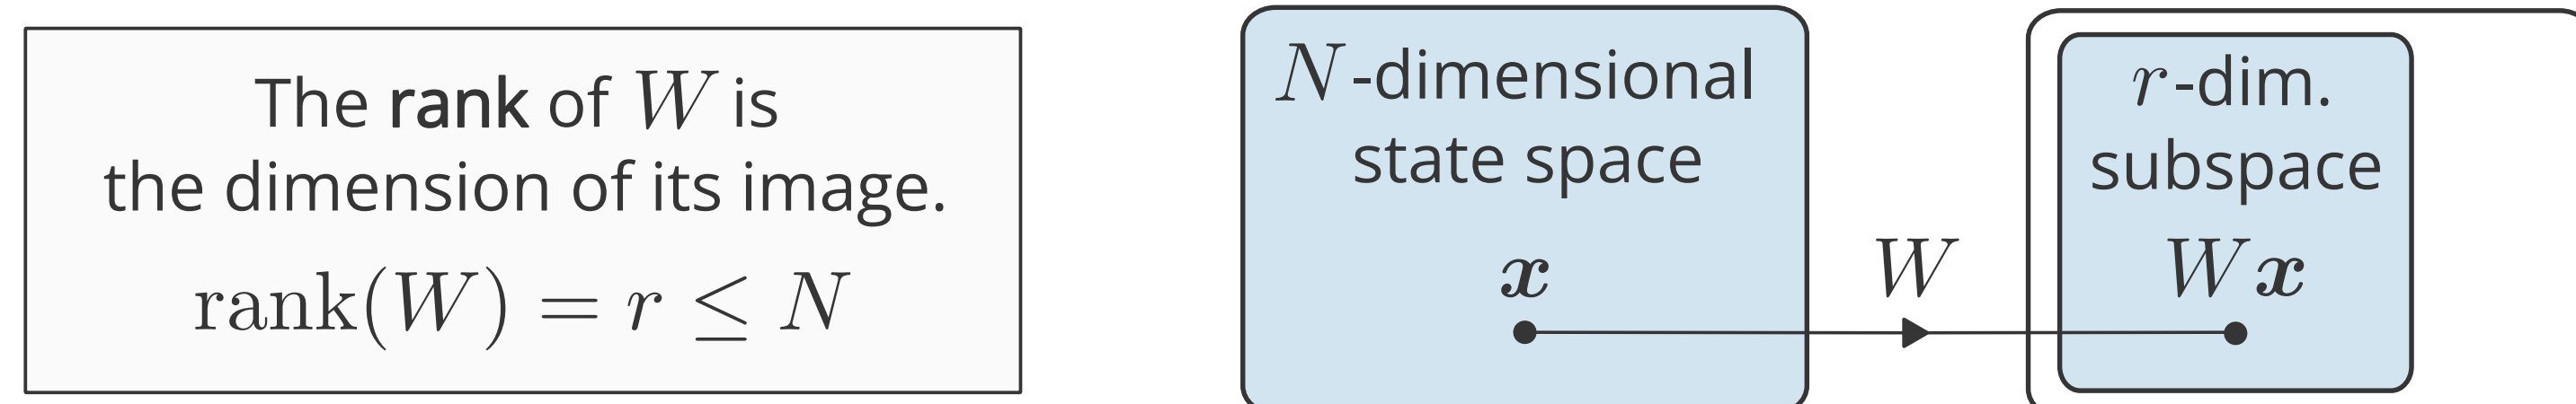 The rank of W is
the dimension of its image.
rank(W) = r ≤ N
N-dimensional
state space
x
W
r-dim.
subspace
Wx